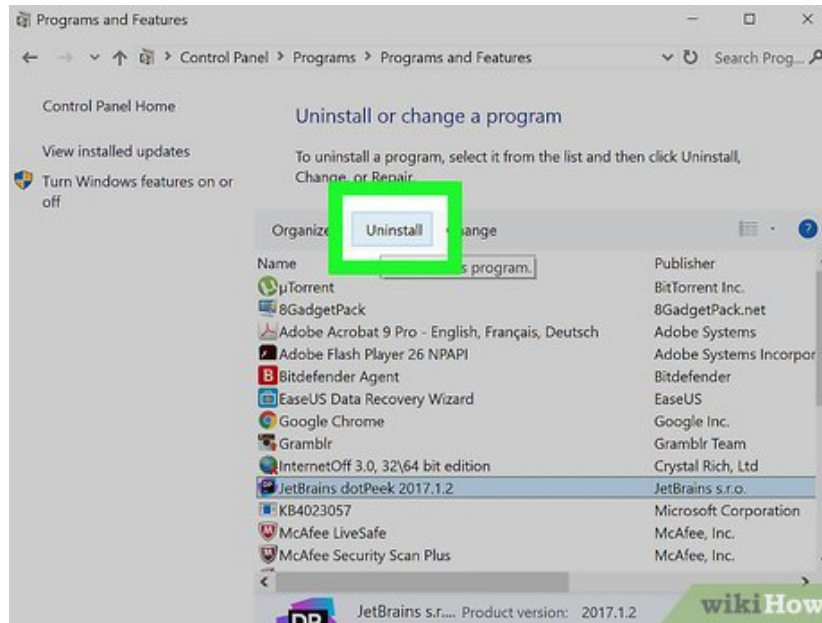 Programs and Features
Control Panel > Programs > Programs and Features
Search Prog...
Control Panel Home
View installed updates
Turn Windows features on or
off
Uninstall or change a program
To uninstall a program, select it from the list and then click Uninstall,
Change, or Repair.
Organize Uninstall
s program.
Name Publisher
µTorrent BitTorrent Inc.
8GadgetPack 8GadgetPack.net
Adobe Acrobat 9 Pro - English, Français, Deutsch Adobe Systems
Adobe Flash Player 26 NPAPI Adobe Systems Incorpor
Bitdefender Agent Bitdefender
EaseUS Data Recovery Wizard EaseUS
Google Chrome Google Inc.
Gramblr Gramblr Team
InternetOff 3.0, 32\64 bit edition Crystal Rich, Ltd
JetBrains dotPeek 2017.1.2 JetBrains s.r.o.
KB4023057 Microsoft Corporation
McAfee LiveSafe McAfee, Inc.
McAfee Security Scan Plus McAfee, Inc.
DP JetBrains s.r.... Product version: 2017.1.2
wikiHow